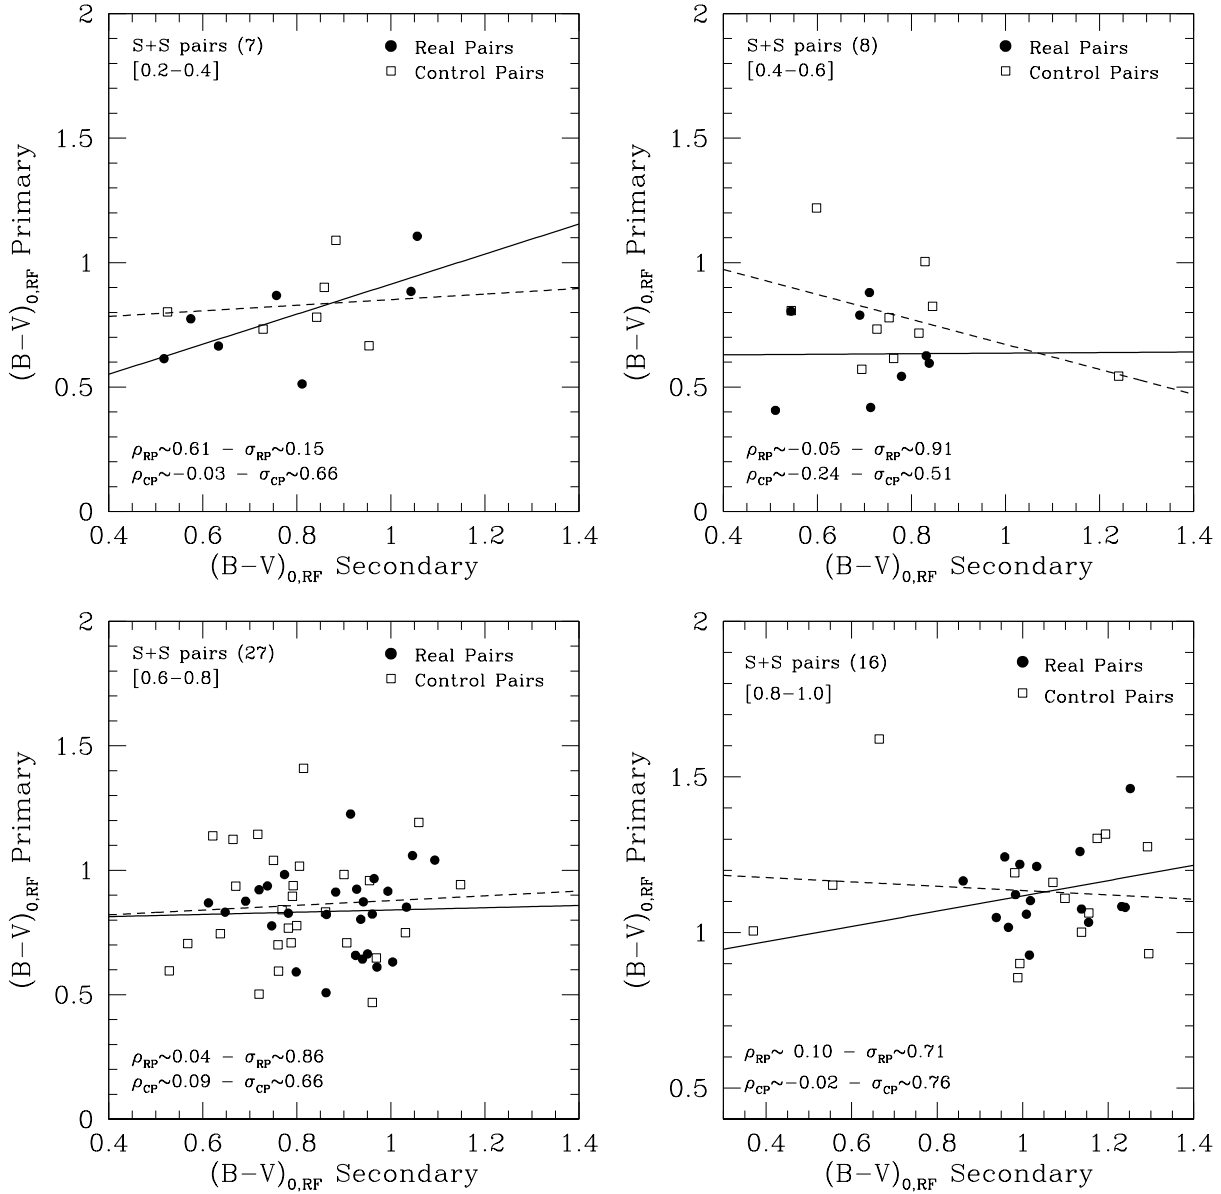 2
S+S pairs (7)
[0.2−0.4]
Real Pairs
Control Pairs
1.5
1
0.5
0
(B−V)0,RF Primary
ρRP~0.61 − σRP~0.15
ρCP~−0.03 − σCP~0.66
0.4 0.6 0.8 1 1.2 1.4
(B−V)0,RF Secondary
2
S+S pairs (8)
[0.4−0.6]
Real Pairs
Control Pairs
1.5
1
0.5
0
(B−V)0,RF Primary
ρRP~−0.05 − σRP~0.91
ρCP~−0.24 − σCP~0.51
0.4 0.6 0.8 1 1.2 1.4
(B−V)0,RF Secondary
2
S+S pairs (27)
[0.6−0.8]
Real Pairs
Control Pairs
1.5
1
0.5
0
(B−V)0,RF Primary
ρRP~0.04 − σRP~0.86
ρCP~0.09 − σCP~0.66
0.4 0.6 0.8 1 1.2 1.4
(B−V)0,RF Secondary
2
S+S pairs (16)
[0.8−1.0]
Real Pairs
Control Pairs
1.5
1
0.5
(B−V)0,RF Primary
ρRP~ 0.10 − σRP~0.71
ρCP~−0.02 − σCP~0.76
0.4 0.6 0.8 1 1.2 1.4
(B−V)0,RF Secondary